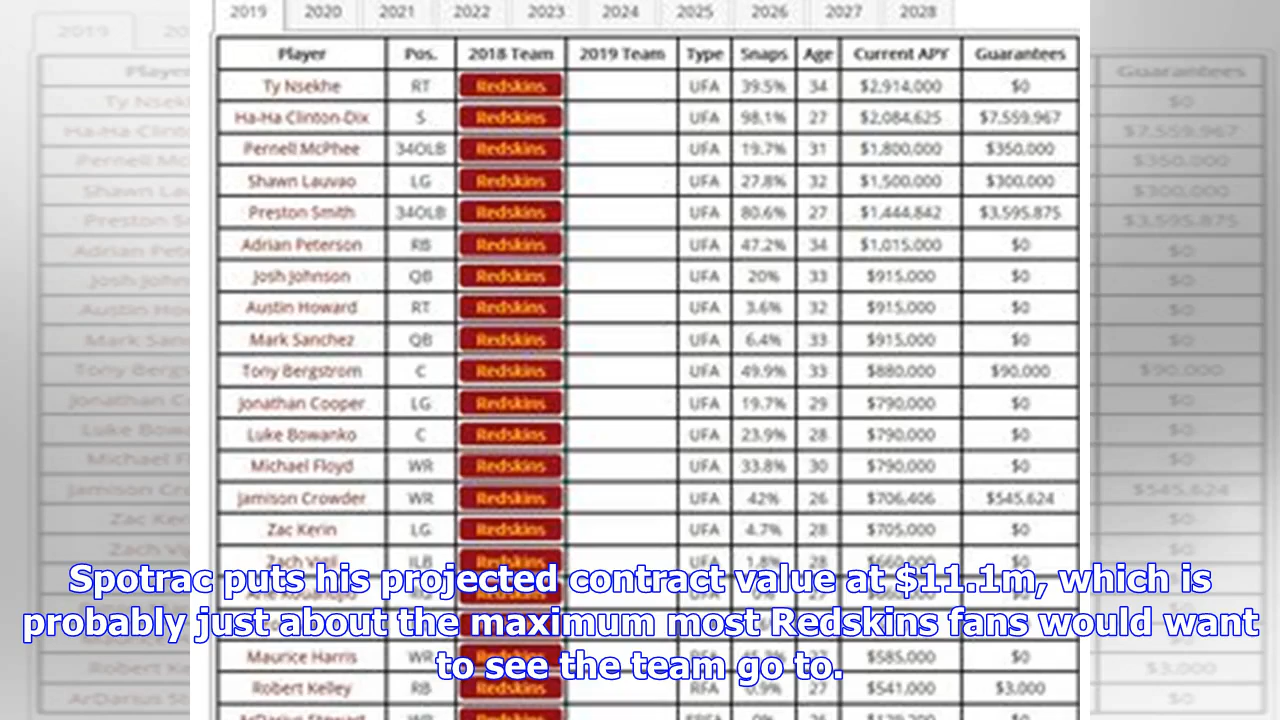 2019 2020 2021 2022 2023 2024 2025 2026 2027 2028
Player Pos. 2018 Team 2019 Team Type Snaps Age Current APY Guarantees
Ty Nsekhe RT Redskins UFA 39.5% 34 $2,914,000 $0
Ha-Ha Clinton-Dix S Redskins UFA 98.1% 27 $2,084,625 $7,559,967
Pernell McPhee 34OLB Redskins UFA 19.7% 31 $1,800,000 $350,000
Shawn Lauvao LG Redskins UFA 27.8% 32 $1,500,000 $300,000
Preston Smith 34OLB Redskins UFA 80.6% 27 $1,444,842 $3,595,875
Adrian Peterson RB Redskins UFA 47.2% 34 $1,015,000 $0
Josh Johnson QB Redskins UFA 20% 33 $915,000 $0
Austin Howard RT Redskins UFA 3.6% 32 $915,000 $0
Mark Sanchez QB Redskins UFA 6.4% 33 $915,000 $0
Tony Bergstrom C Redskins UFA 49.9% 33 $880,000 $90,000
Jonathan Cooper LG Redskins UFA 19.7% 29 $790,000 $0
Luke Bowanko C Redskins UFA 23.9% 28 $790,000 $0
Michael Floyd WR Redskins UFA 33.8% 30 $790,000 $0
Jamison Crowder WR Redskins UFA 42% 26 $706,406 $545,624
Zac Kerin LG Redskins UFA 4.7% 28 $705,000 $0
Zach Vigil ILB Redskins UFA 1.8% 28 $660,000 $0
Spotrac puts his projected contract value at $11.1m, which is
probably just about the maximum most Redskins fans would want
to see the team go to.
Maurice Harris WR Redskins $585,000 $0
Robert Kelley RB Redskins RFA 27 $541,000 $3,000